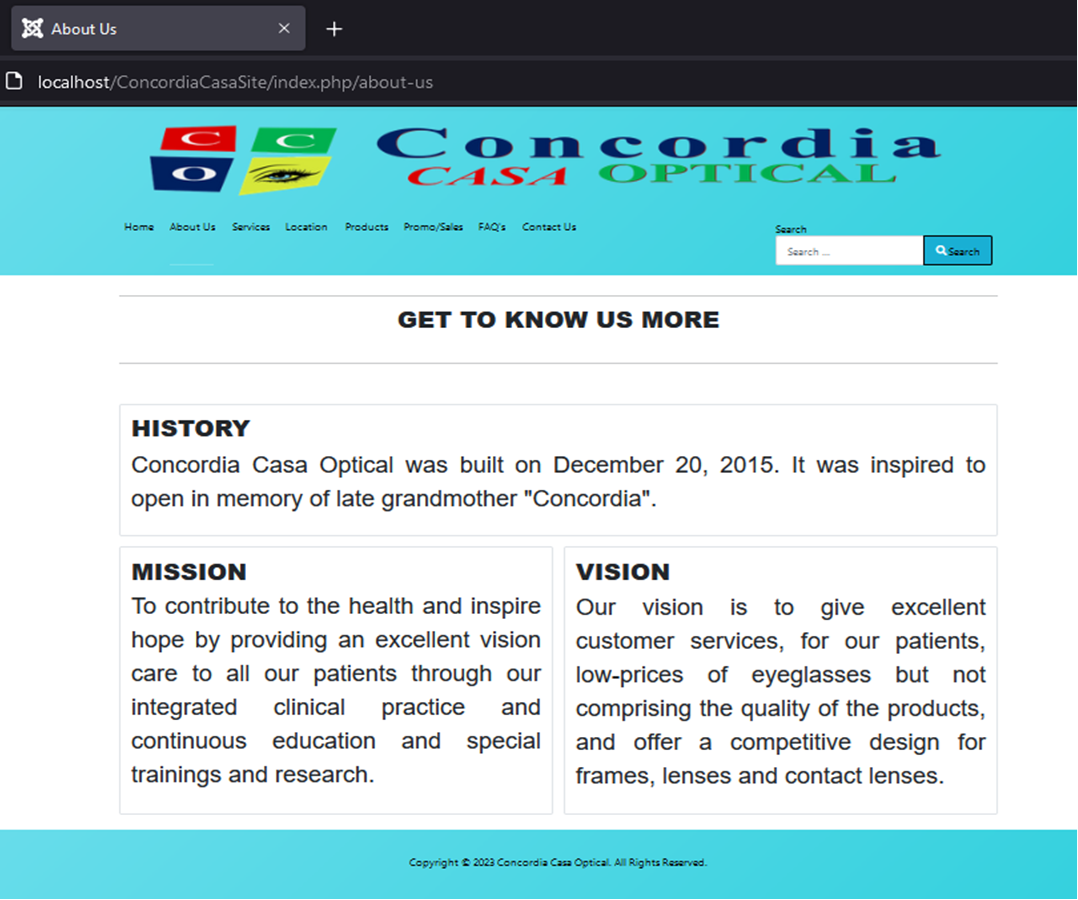 About Us
localhost/ConcordiaCasaSite/index.php/about-us
C C
C O
Concordia
CASA OPTICAL
Home About Us Services Location Products Promo/Sales FAQ's Contact Us
Search
Search ...
Search
GET TO KNOW US MORE
HISTORY
Concordia Casa Optical was built on December 20, 2015. It was inspired to
open in memory of late grandmother "Concordia".
MISSION
To contribute to the health and inspire
hope by providing an excellent vision
care to all our patients through our
integrated clinical practice and
continuous education and special
trainings and research.
VISION
Our vision is to give excellent
customer services, for our patients,
low-prices of eyeglasses but not
comprising the quality of the products,
and offer a competitive design for
frames, lenses and contact lenses.
Copyright © 2023 Concordia Casa Optical. All Rights Reserved.